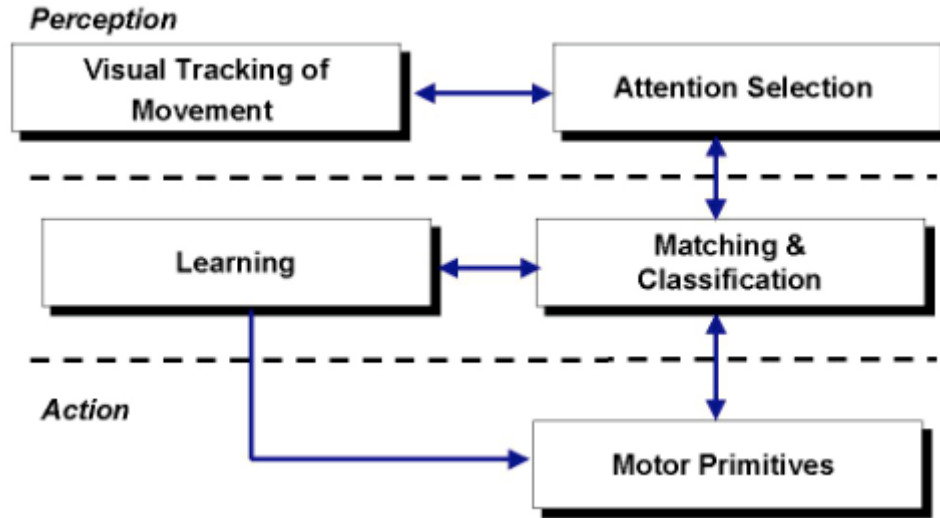 Perception
Visual Tracking of
Movement
Attention Selection
Learning
Matching &
Classification
Action
Motor Primitives